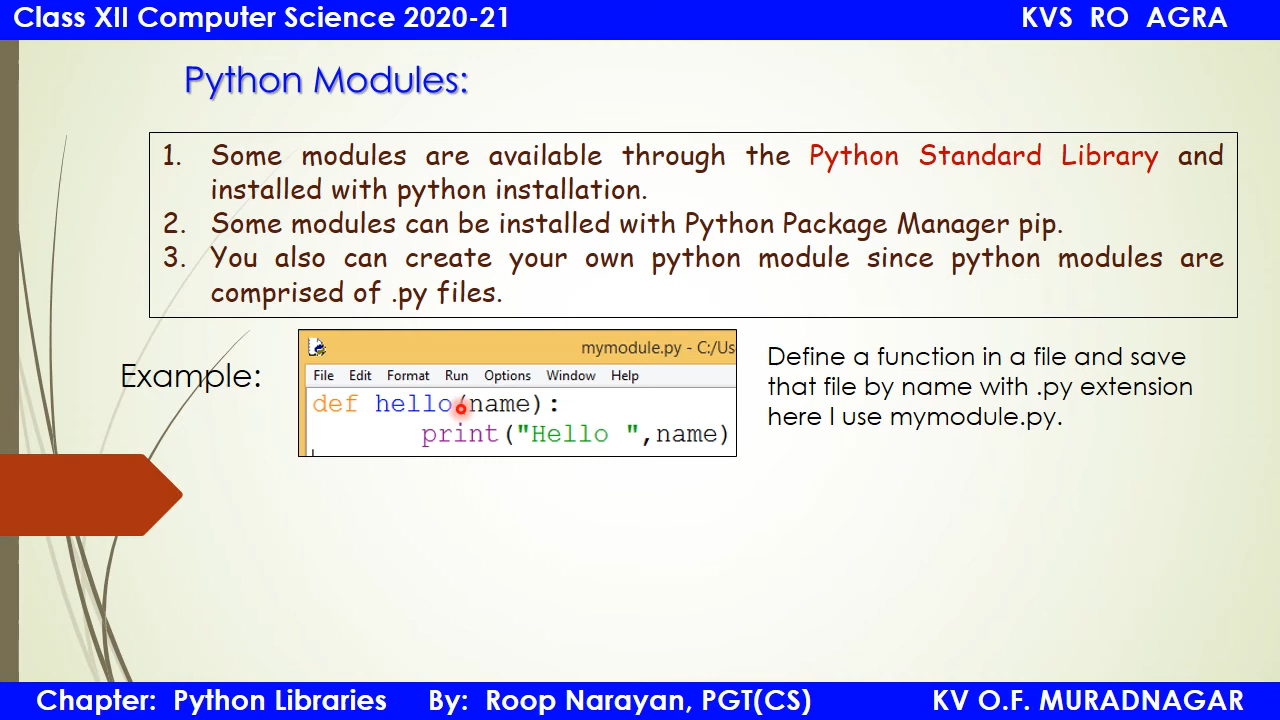 Class XII Computer Science 2020-21 KVS RO AGRA
Python Modules:
1. Some modules are available through the Python Standard Library and
installed with python installation.
2. Some modules can be installed with Python Package Manager pip.
3. You also can create your own python module since python modules are
comprised of .py files.
Example:
mymodule.py - C:/Us
File Edit Format Run Options Window Help
def hello(name):
print("Hello ",name)
Define a function in a file and save
that file by name with .py extension
here I use mymodule.py.
Chapter: Python Libraries By: Roop Narayan, PGT(CS) KV O.F. MURADNAGAR